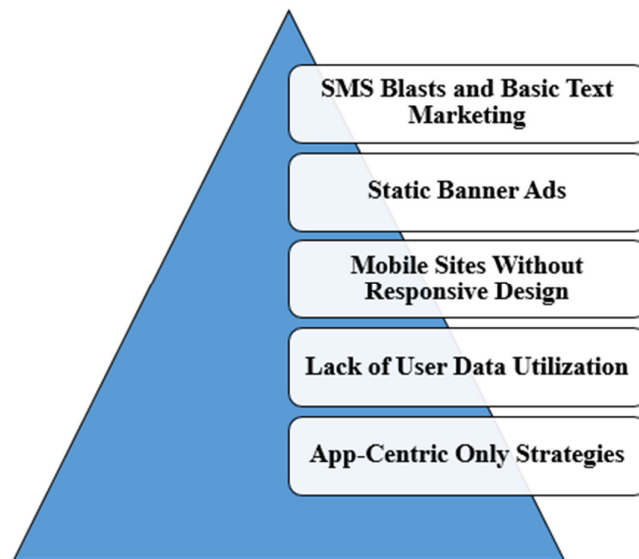 SMS Blasts and Basic Text
Marketing
Static Banner Ads
Mobile Sites Without
Responsive Design
Lack of User Data Utilization
App-Centric Only Strategies